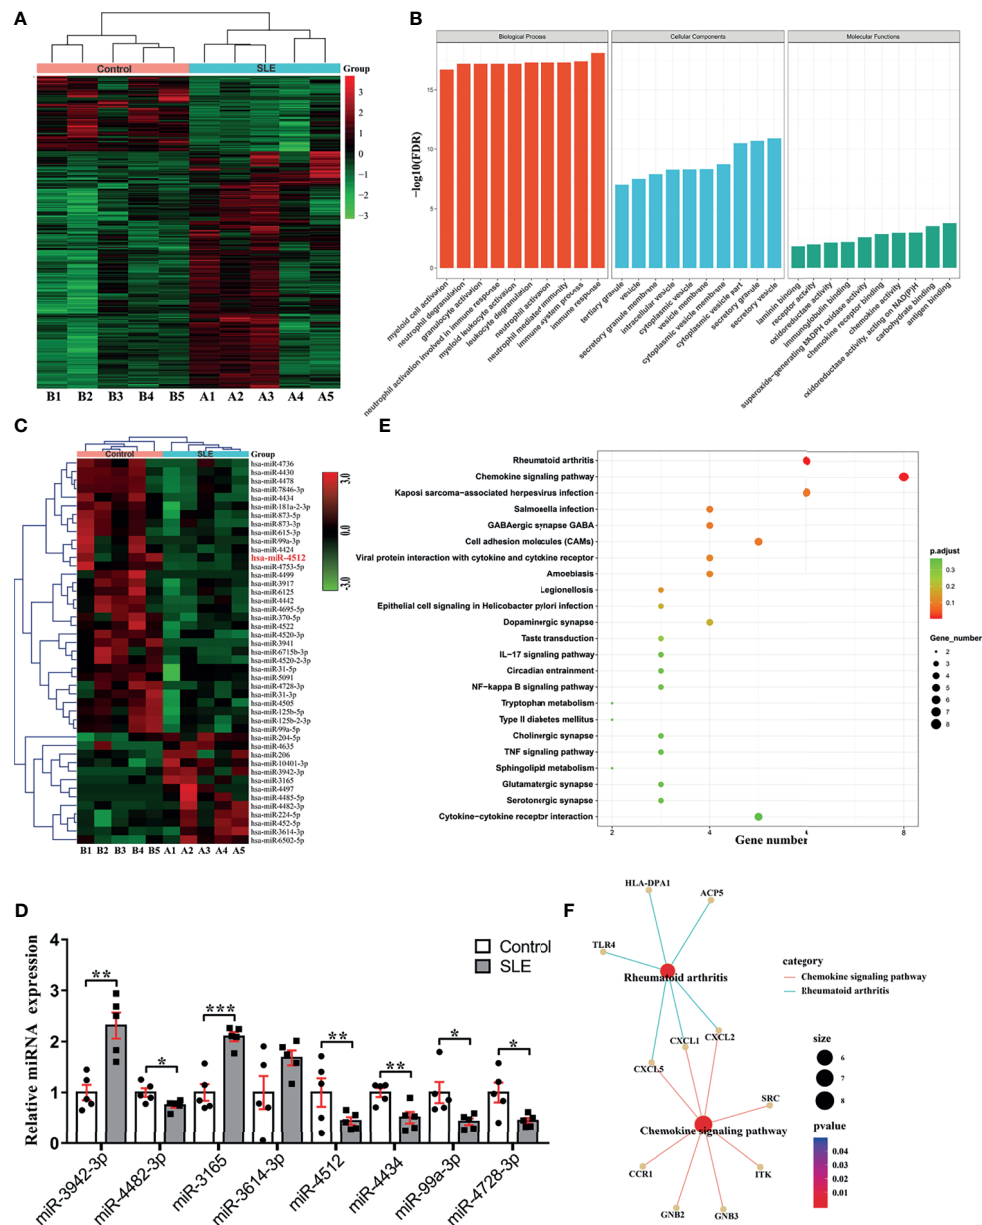 A
Control
SLE
Group
3
2
1
0
−1
−2
−3
B1 B2 B3 B4 B5 A1 A2 A3 A4 A5
B
Biological Process
Cellular Components
Molecular Functions
−log10(FDR)
15
10
5
0
myeloid cell activation
neutrophil degranulation
granulocyte activation
neutrophil activation involved in immune response
myeloid leukocyte activation
leukocyte degranulation
neutrophil activation
neutrophil mediated immunity
immune system process
immune response
tertiary granule
vesicle
secretory granule membrane
intracellular vesicle
cytoplasmic vesicle
vesicle membrane
cytoplasmic vesicle membrane
cytoplasmic vesicle part
secretory granule
secretory vesicle
laminin binding
receptor activity
oxidoreductase activity
immunoglobulin binding
superoxide−generating NADPH oxidase activity
chemokine receptor binding
chemokine activity
oxidoreductase activity, acting on NAD(P)H
carbohydrate binding
antigen binding
C
Control
SLE
Group
hsa-miR-4736
hsa-miR-4430
hsa-miR-4478
hsa-miR-7846-3p
hsa-miR-4434
hsa-miR-181a-2-3p
hsa-miR-873-5p
hsa-miR-873-3p
hsa-miR-615-3p
hsa-miR-99a-3p
hsa-miR-4424
hsa-miR-4512
hsa-miR-4753-5p
hsa-miR-4499
hsa-miR-3917
hsa-miR-6125
hsa-miR-4442
hsa-miR-4695-5p
hsa-miR-370-5p
hsa-miR-4522
hsa-miR-4520-3p
hsa-miR-3941
hsa-miR-6715b-3p
hsa-miR-4520-2-3p
hsa-miR-31-5p
hsa-miR-5091
hsa-miR-4728-3p
hsa-miR-31-3p
hsa-miR-4505
hsa-miR-125b-5p
hsa-miR-125b-2-3p
hsa-miR-99a-5p
hsa-miR-204-5p
hsa-miR-4635
hsa-miR-206
hsa-miR-10401-3p
hsa-miR-3942-3p
hsa-miR-3165
hsa-miR-4497
hsa-miR-4485-5p
hsa-miR-4482-3p
hsa-miR-224-5p
hsa-miR-452-5p
hsa-miR-3614-3p
hsa-miR-6502-5p
B1 B2 B3 B4 B5 A1 A2 A3 A4 A5
3.0
0.0
-3.0
E
Rheumatoid arthritis
Chemokine signaling pathway
Kaposi sarcoma−associated herpesvirus infection
Salmonella infection
GABAergic synapse GABA
Cell adhesion molecules (CAMs)
Viral protein interaction with cytokine and cytokine receptor
Amoebiasis
Legionellosis
Epithelial cell signaling in Helicobacter pylori infection
Dopaminergic synapse
Taste transduction
IL−17 signaling pathway
Circadian entrainment
NF−kappa B signaling pathway
Tryptophan metabolism
Type II diabetes mellitus
Cholinergic synapse
TNF signaling pathway
Sphingolipid metabolism
Glutamatergic synapse
Serotonergic synapse
Cytokine−cytokine receptor interaction
2 4 8
Gene number
p.adjust
0.3
0.2
0.1
Gene_number
2
3
4
5
6
7
8
D
Relative miRNA expression
4
3
2
1
0
Control
SLE
**
*
***
**
**
*
*
miR-3942-3p
miR-4482-3p
miR-3165
miR-3614-3p
miR-4512
miR-4434
miR-99a-3p
miR-4728-3p
F
HLA-DPA1
ACP5
TLR4
Rheumatoid arthritis
CXCL1
CXCL2
CXCL5
SRC
Chemokine signaling pathway
CCR1
ITK
GNB2
GNB3
category
Chemokine signaling pathway
Rheumatoid arthritis
size
6
7
8
pvalue
0.04
0.03
0.02
0.01